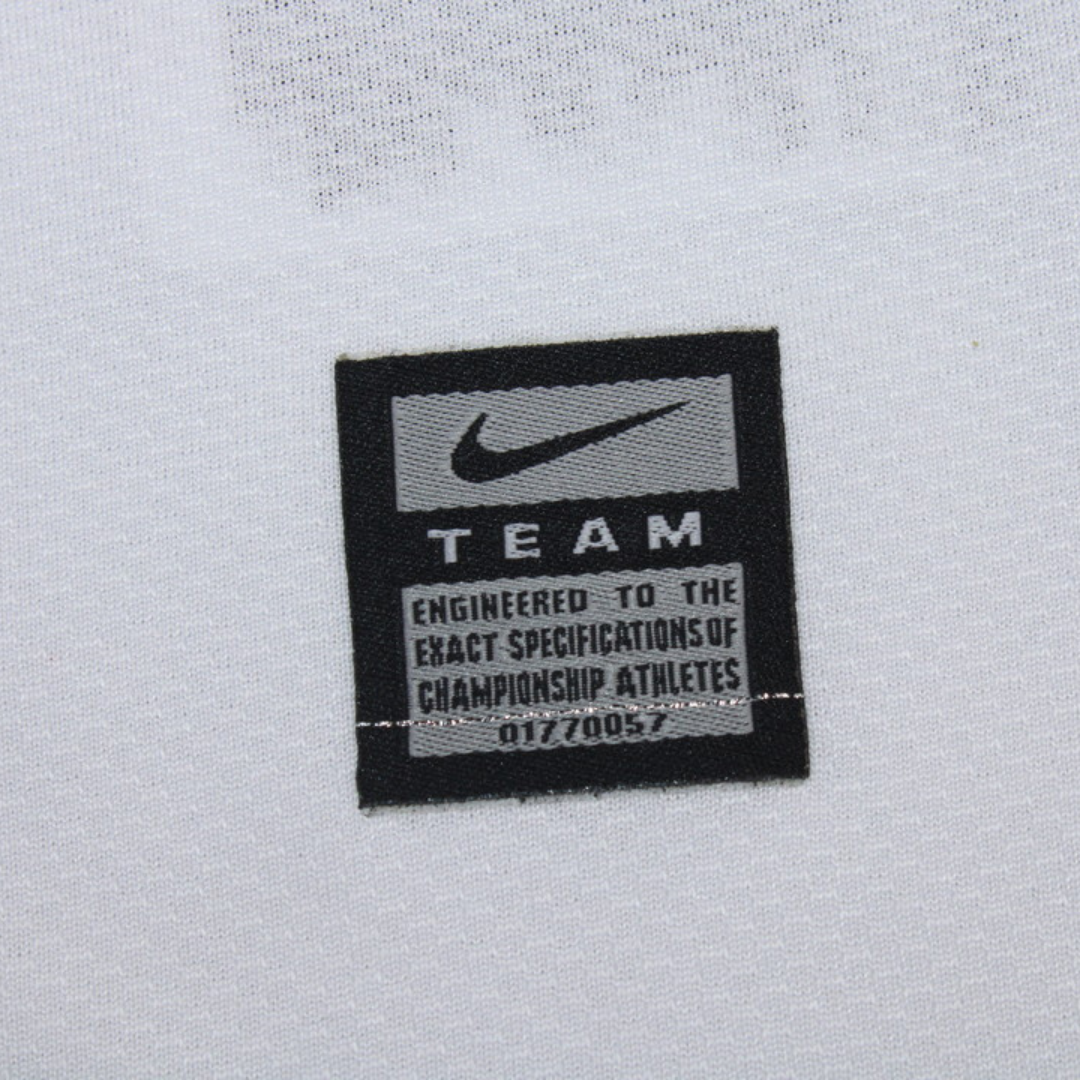 TEAM
ENGINEERED TO THE
EXACT SPECIFICATIONS OF
CHAMPIONSHIP ATHLETES
01770057